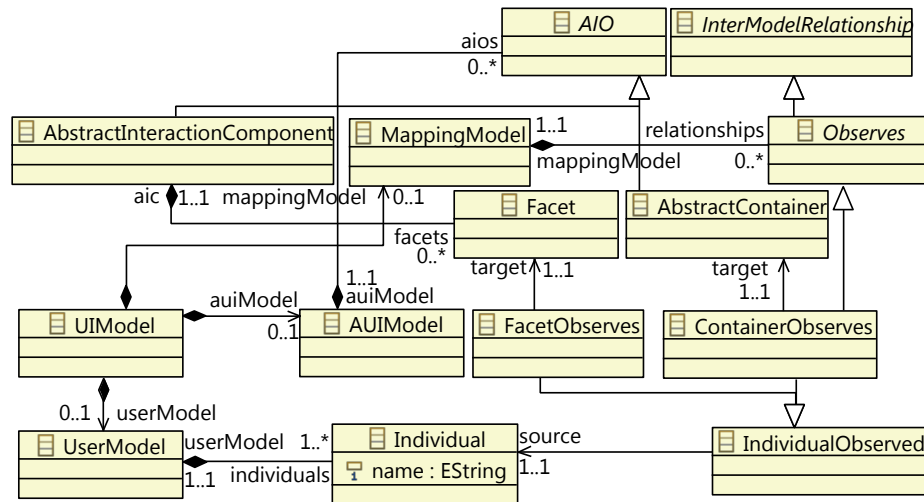 AIO
InterModelRelationship
aios
0..*
AbstractInteractionComponent
MappingModel
1..1
mappingModel
relationships
0..*
Observes
aic
1..1
mappingModel
0..1
Facet
AbstractContainer
facets
0..*
target
1..1
target
1..1
UIModel
auiModel
0..1
1..1
auiModel
AUIModel
FacetObserves
ContainerObserves
0..1
userModel
UserModel
userModel
1..1
1..*
individuals
Individual
name : EString
source
1..1
IndividualObserved